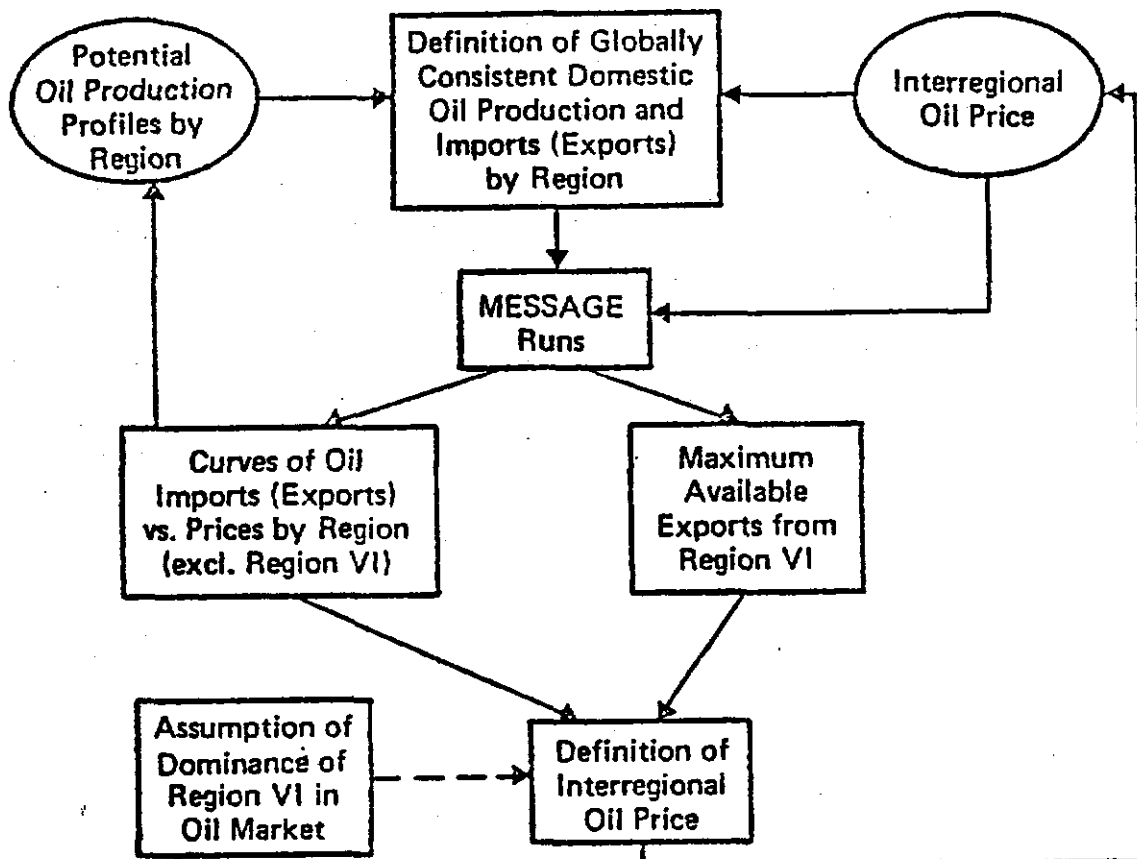 Potential
Oil Production
Profiles by
Region
Definition of Globally
Consistent Domestic
Oil Production and
Imports (Exports)
by Region
Interregional
Oil Price
MESSAGE
Runs
Curves of Oil
Imports (Exports)
vs. Prices by Region
(excl. Region VI)
Maximum
Available
Exports from
Region VI
Assumption of
Dominance of
Region VI in
Oil Market
Definition of
Interregional
Oil Price